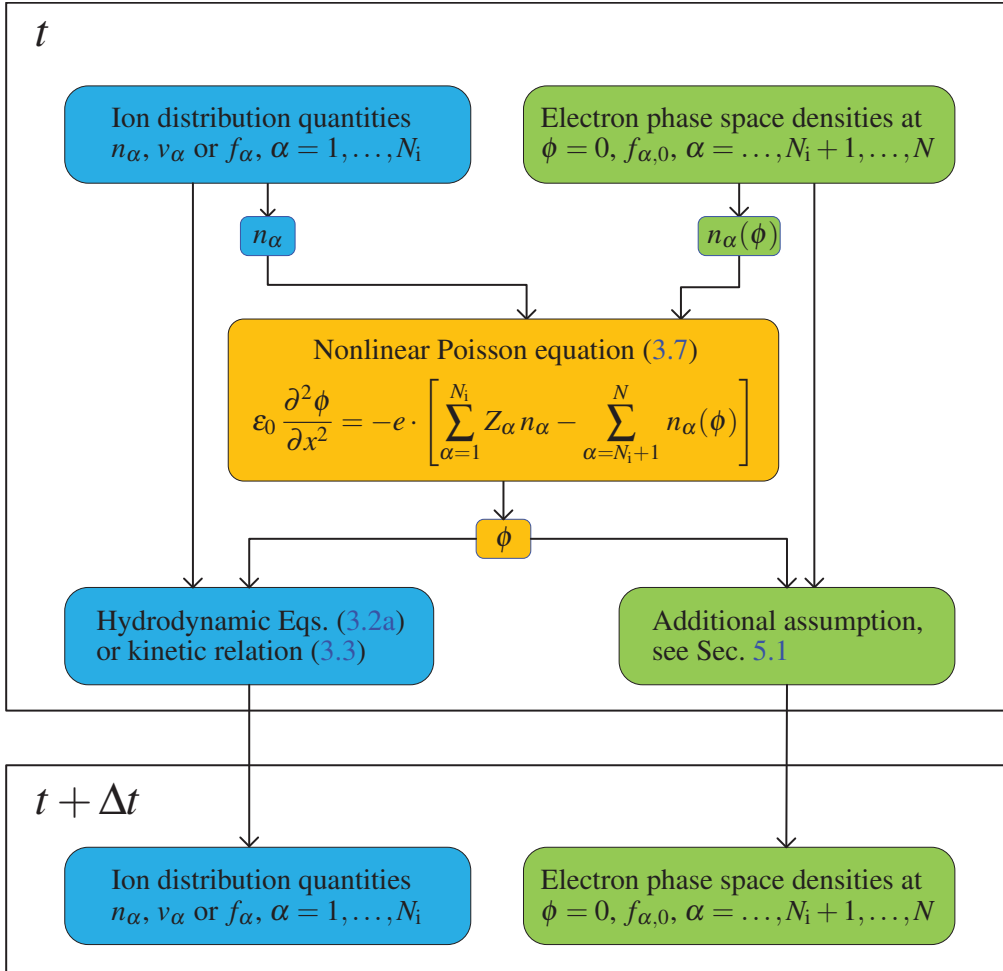 t
Ion distribution quantities
n_α, v_α or f_α, α = 1,...,N_i
Electron phase space densities at
ϕ = 0, f_{α,0}, α = ...,N_i + 1,...,N
n_α
n_α(ϕ)
Nonlinear Poisson equation (3.7)
ε_0 ∂²ϕ/∂x² = −e · [∑_{α=1}^{N_i} Z_α n_α − ∑_{α=N_i+1}^{N} n_α(ϕ)]
ϕ
Hydrodynamic Eqs. (3.2a)
or kinetic relation (3.3)
Additional assumption,
see Sec. 5.1
t + Δt
Ion distribution quantities
n_α, v_α or f_α, α = 1,...,N_i
Electron phase space densities at
ϕ = 0, f_{α,0}, α = ...,N_i + 1,...,N